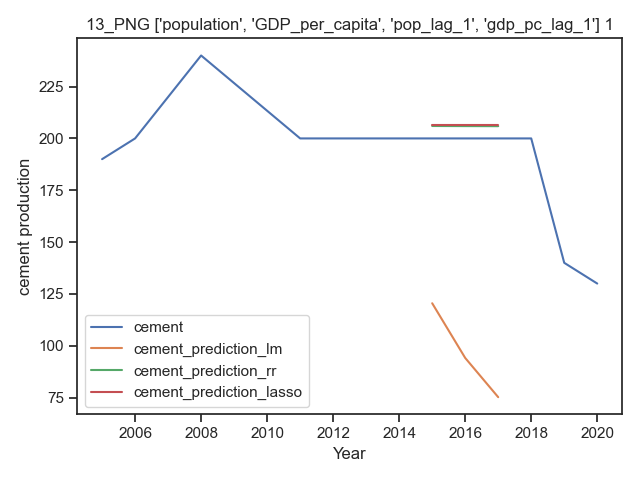 13_PNG ['population', 'GDP_per_capita', 'pop_lag_1', 'gdp_pc_lag_1'] 1
cement production
225
200
175
150
125
100
75
cement
cement_prediction_lm
cement_prediction_rr
cement_prediction_lasso
2006 2008 2010 2012 2014 2016 2018 2020
Year